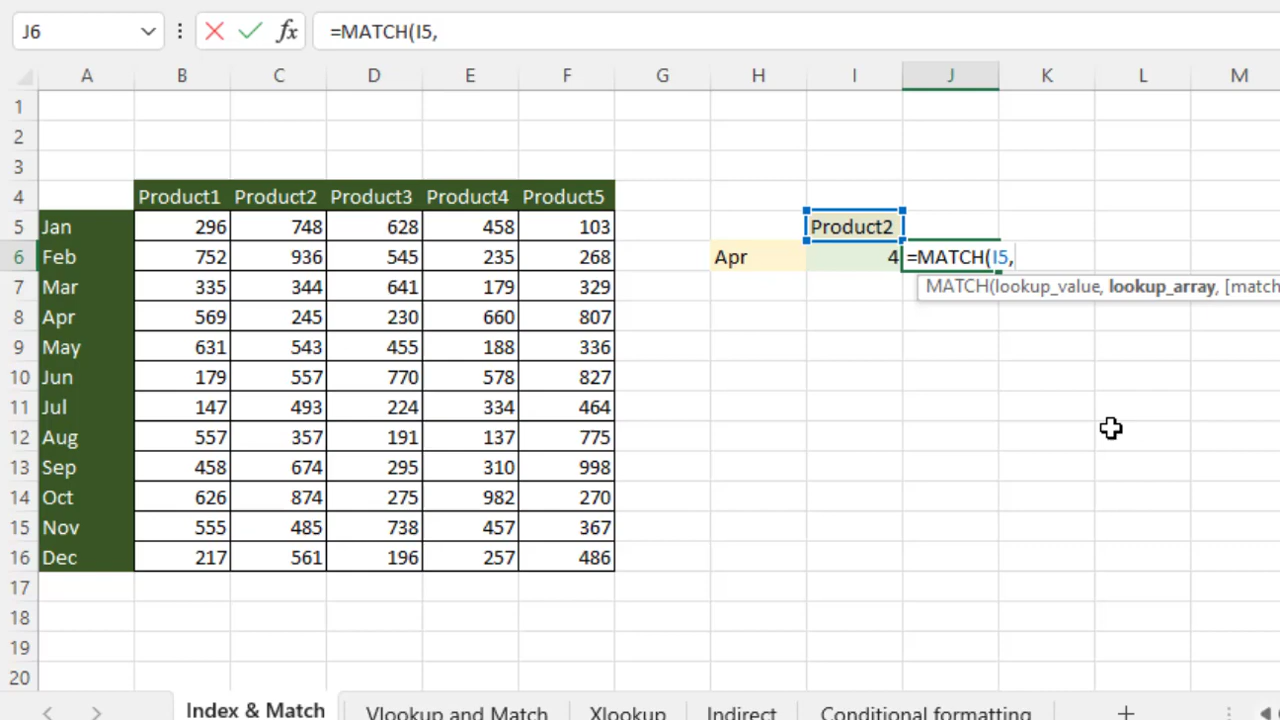 J6 fx =MATCH(I5,
A B C D E F G H I J K L M
1
2
3
4 Product1 Product2 Product3 Product4 Product5
5 Jan 296 748 628 458 103 Product2
6 Feb 752 936 545 235 268 Apr 4 =MATCH(I5,
7 Mar 335 344 641 179 329 MATCH(lookup_value, lookup_array, [match
8 Apr 569 245 230 660 807
9 May 631 543 455 188 336
10 Jun 179 557 770 578 827
11 Jul 147 493 224 334 464
12 Aug 557 357 191 137 775
13 Sep 458 674 295 310 998
14 Oct 626 874 275 982 270
15 Nov 555 485 738 457 367
16 Dec 217 561 196 257 486
17
18
19
20
Index & Match Vlookup and Match Xlookup Indirect Conditional formatting